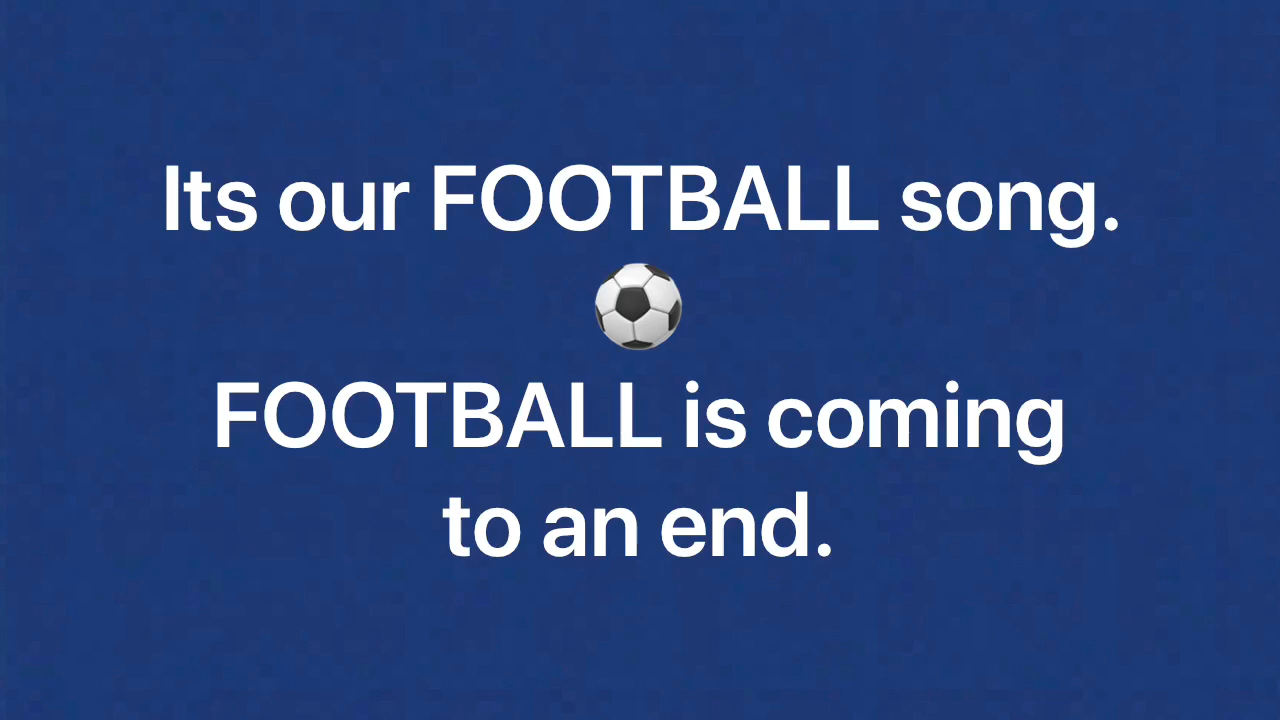 Its our FOOTBALL song.
⚽
FOOTBALL is coming
to an end.